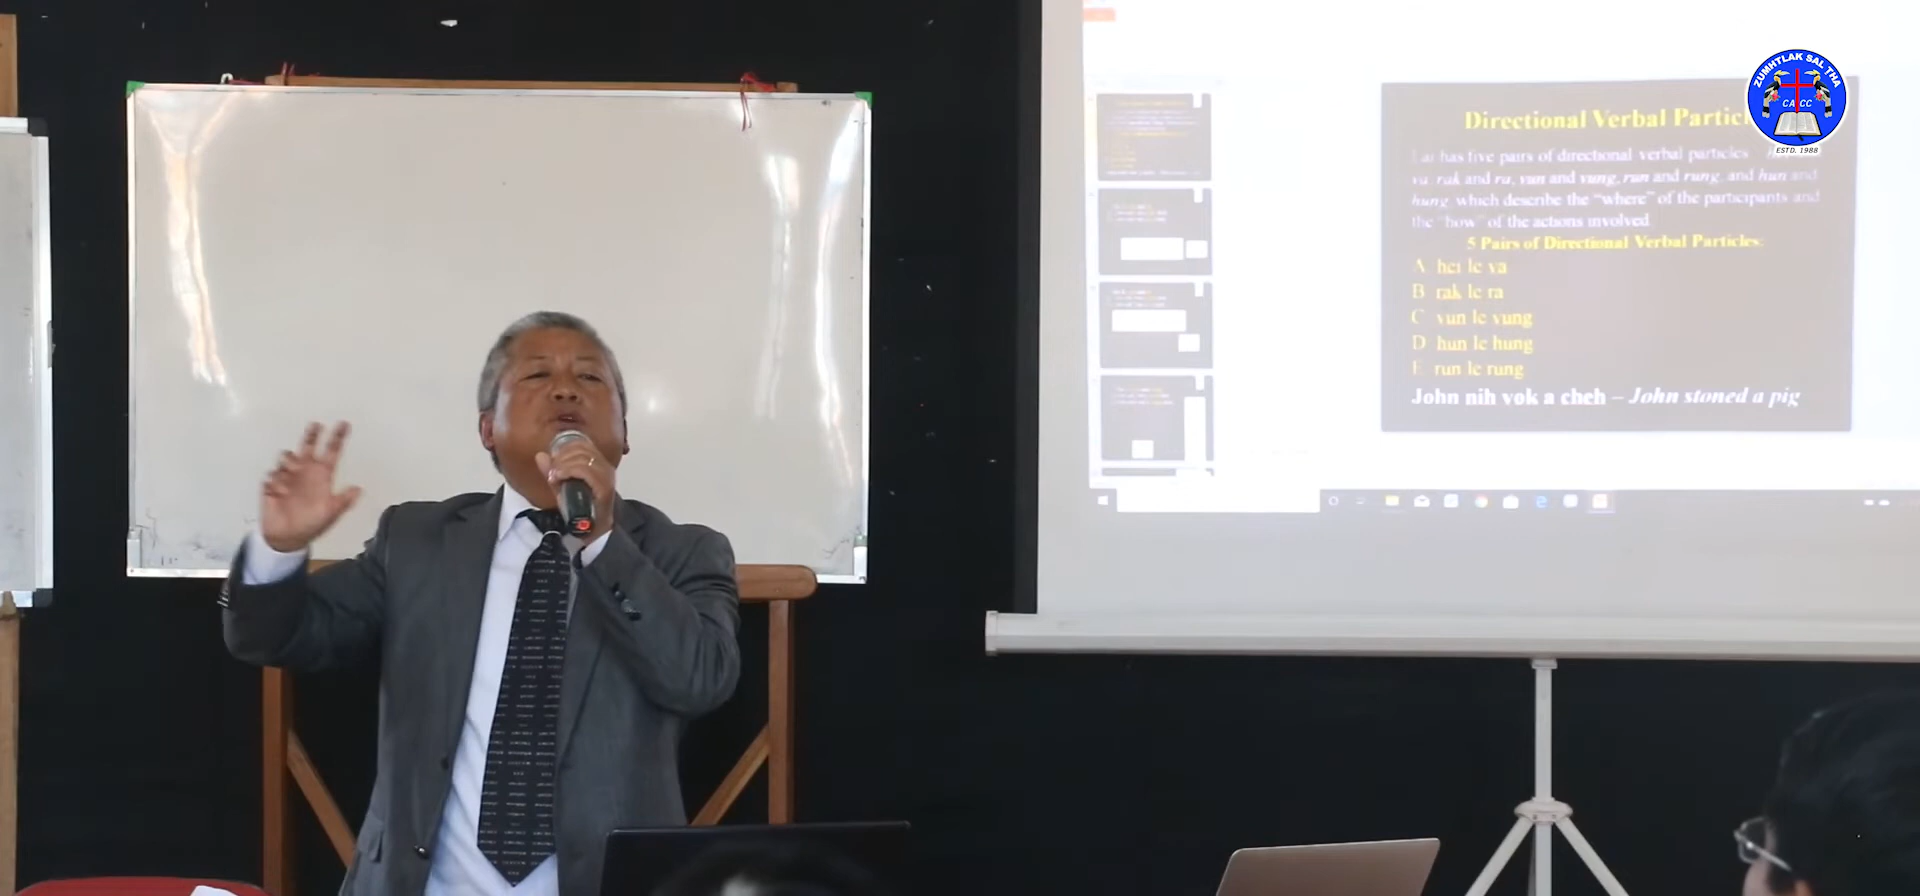 ZUMHTLAK SAL THA
CACC
ESTD. 1988
Directional Verbal
Lai has five pairs of directional verbal particles
va, rak and ra, vun and vung, run and rung, and hun and
hung, which describe the "where" of the participants and
the "how" of the actions involved.
5 Pairs of Directional Verbal Particles:
A. hei le va
B. rak le ra
C. vun le vung
D. hun le hung
E. run le rung
John nih vok a cheh – John stoned a pig